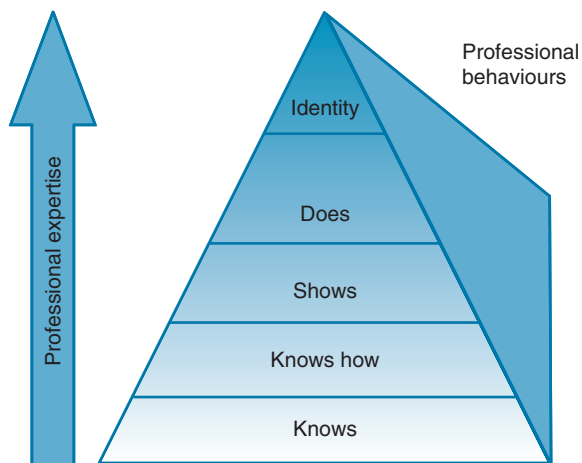 Professional
behaviours
Identity
Does
Shows
Knows how
Knows
Professional expertise